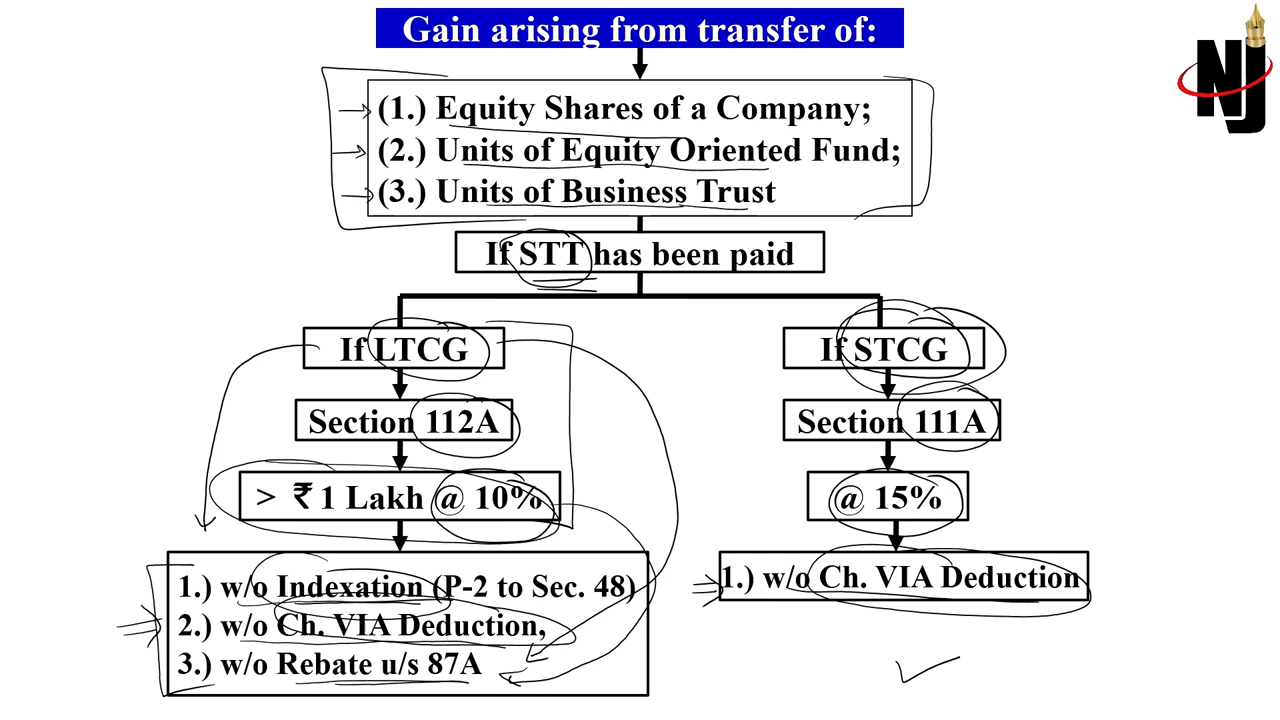 Gain arising from transfer of:
NJ
(1.) Equity Shares of a Company;
(2.) Units of Equity Oriented Fund;
(3.) Units of Business Trust
If STT has been paid
If LTCG
If STCG
Section 112A
Section 111A
> ₹ 1 Lakh @ 10%
@ 15%
1.) w/o Indexation (P-2 to Sec. 48)
2.) w/o Ch. VIA Deduction,
3.) w/o Rebate u/s 87A
1.) w/o Ch. VIA Deduction